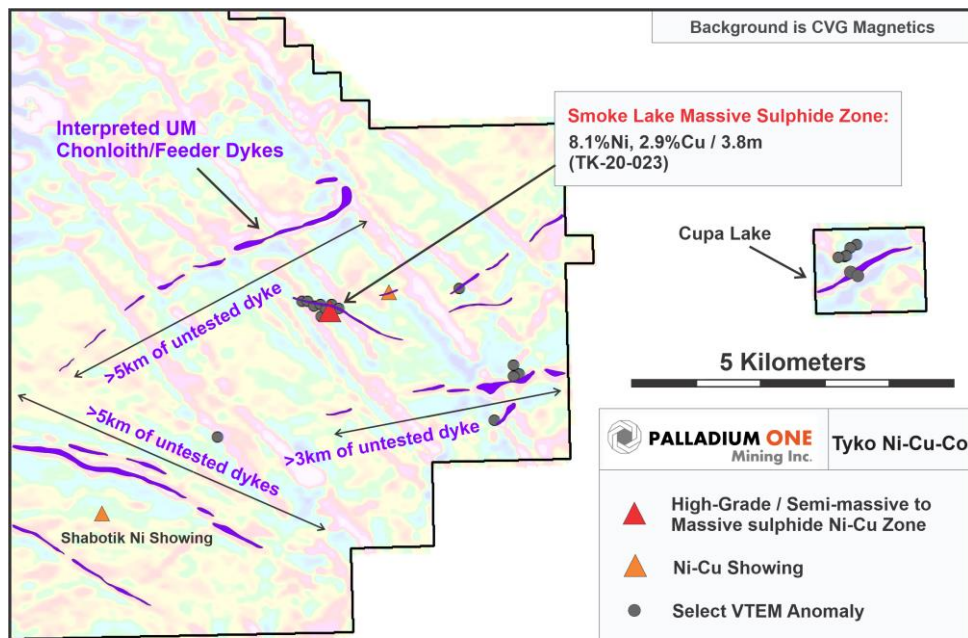 Background is CVG Magnetics
Interpreted UM
Chonloith/Feeder Dykes
Smoke Lake Massive Sulphide Zone:
8.1%Ni, 2.9%Cu / 3.8m
(TK-20-023)
Cupa Lake
>5km of untested dyke
>5km of untested dykes
>3km of untested dyke
Shabotik Ni Showing
5 Kilometers
PALLADIUM ONE
Mining Inc.
Tyko Ni-Cu-Co
High-Grade / Semi-massive to
Massive sulphide Ni-Cu Zone
Ni-Cu Showing
Select VTEM Anomaly